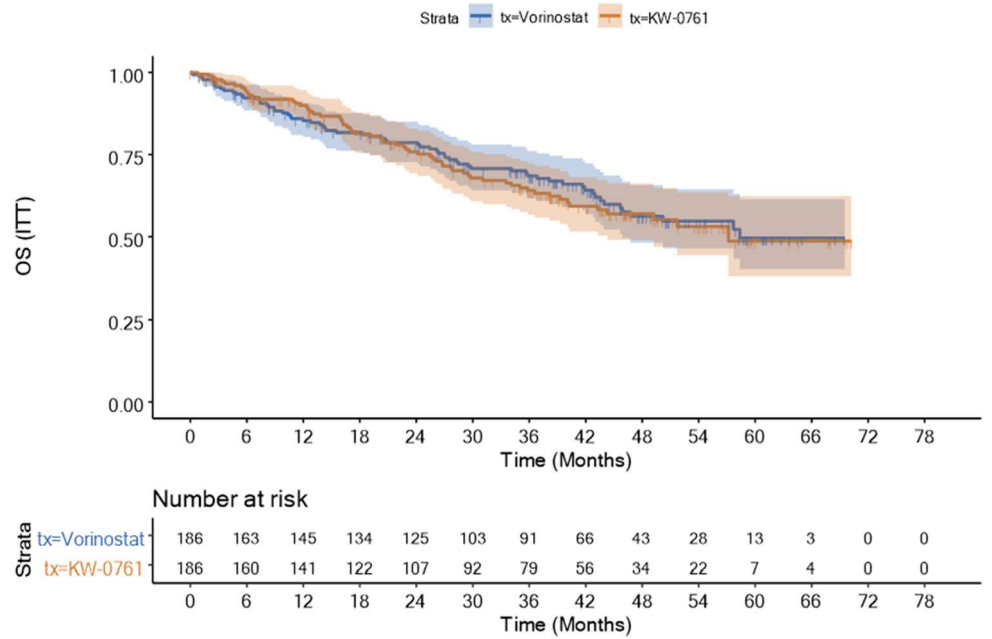 Strata tx=Vorinostat tx=KW-0761
1.00
0.75
0.50
0.25
0.00
OS (ITT)
0 6 12 18 24 30 36 42 48 54 60 66 72 78
Time (Months)
Number at risk
Strata
tx=Vorinostat 186 163 145 134 125 103 91 66 43 28 13 3 0 0
tx=KW-0761 186 160 141 122 107 92 79 56 34 22 7 4 0 0
0 6 12 18 24 30 36 42 48 54 60 66 72 78
Time (Months)